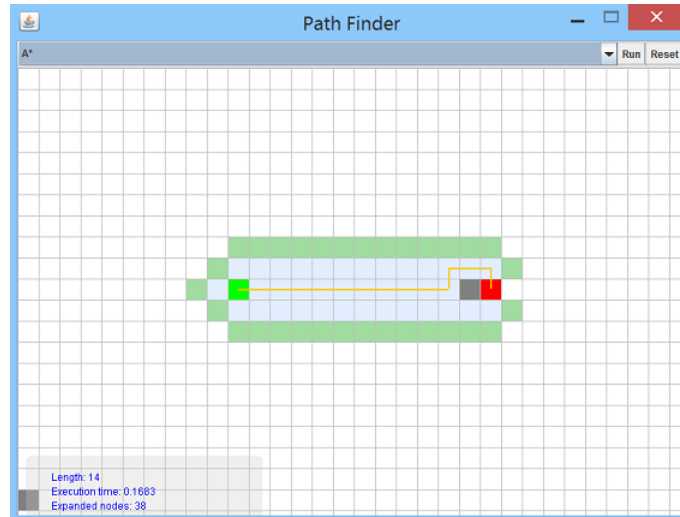 Path Finder
A*
Run Reset
Length: 14
Execution time: 0.1683
Expanded nodes: 38